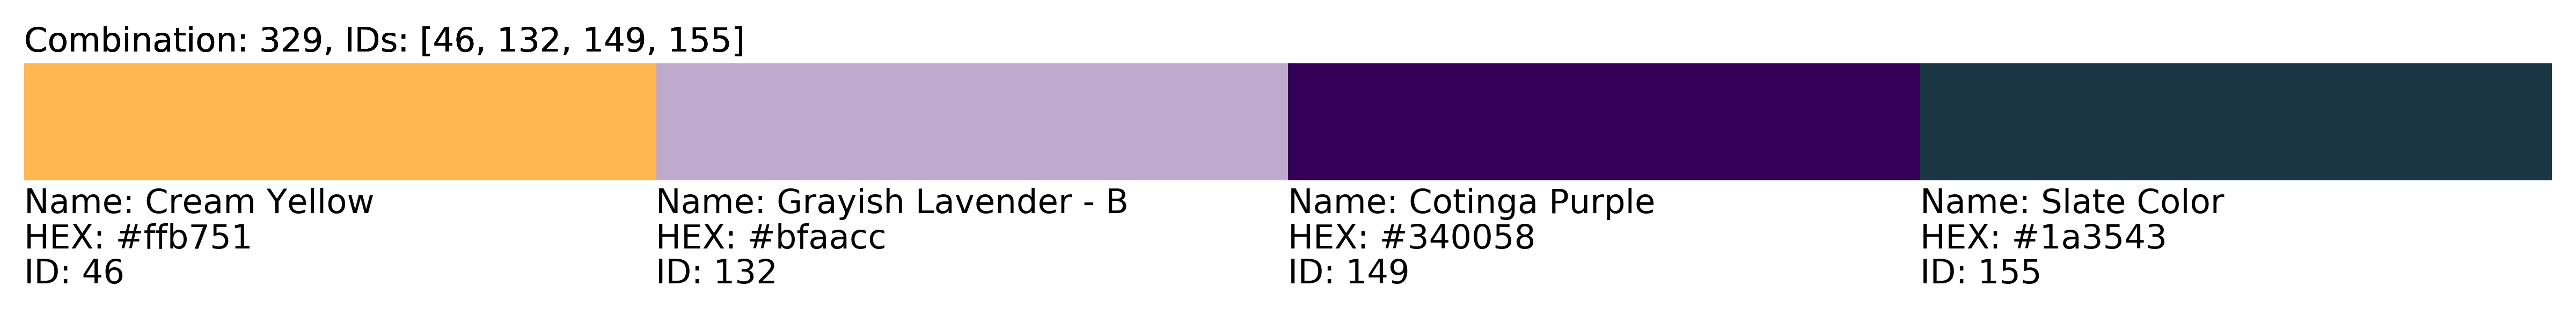 Combination: 329, IDs: [46, 132, 149, 155]
Name: Cream Yellow
HEX: #ffb751
ID: 46
Name: Grayish Lavender - B
HEX: #bfaacc
ID: 132
Name: Cotinga Purple
HEX: #340058
ID: 149
Name: Slate Color
HEX: #1a3543
ID: 155